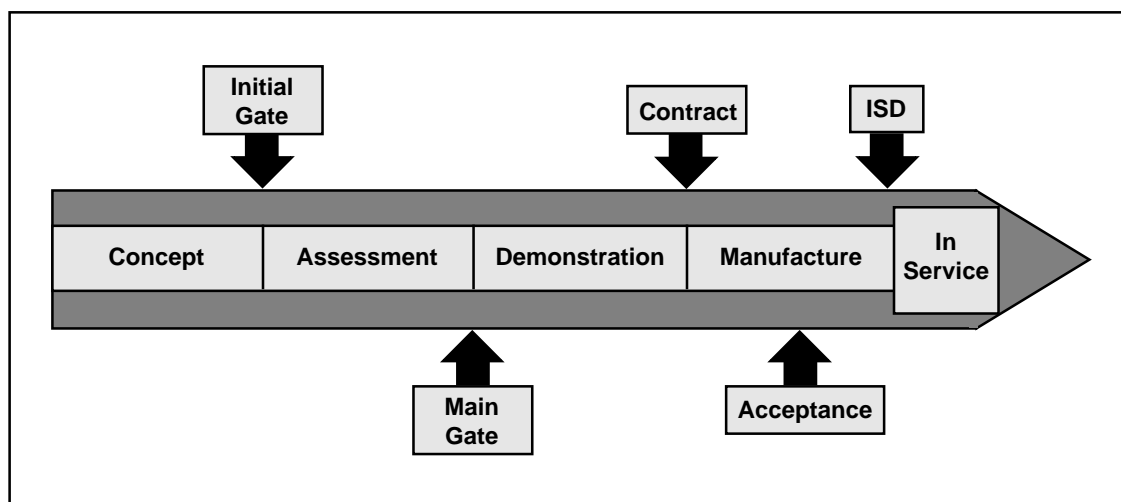 Initial
Gate
Contract
ISD
Concept
Assessment
Demonstration
Manufacture
In
Service
Main
Gate
Acceptance